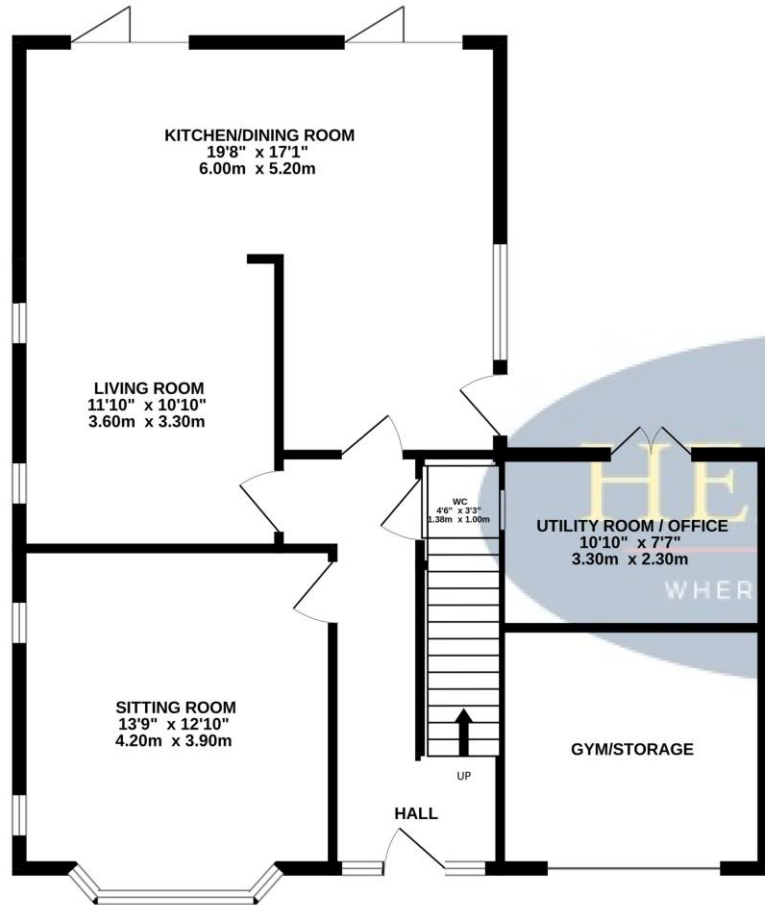 KITCHEN/DINING ROOM
19'8" x 17'1"
6.00m x 5.20m
LIVING ROOM
11'10" x 10'10"
3.60m x 3.30m
WC
4'6" x 3'3"
1.38m x 1.00m
HE
UTILITY ROOM / OFFICE
10'10" x 7'7"
3.30m x 2.30m
WHER
SITTING ROOM
13'9" x 12'10"
4.20m x 3.90m
GYM/STORAGE
UP
HALL